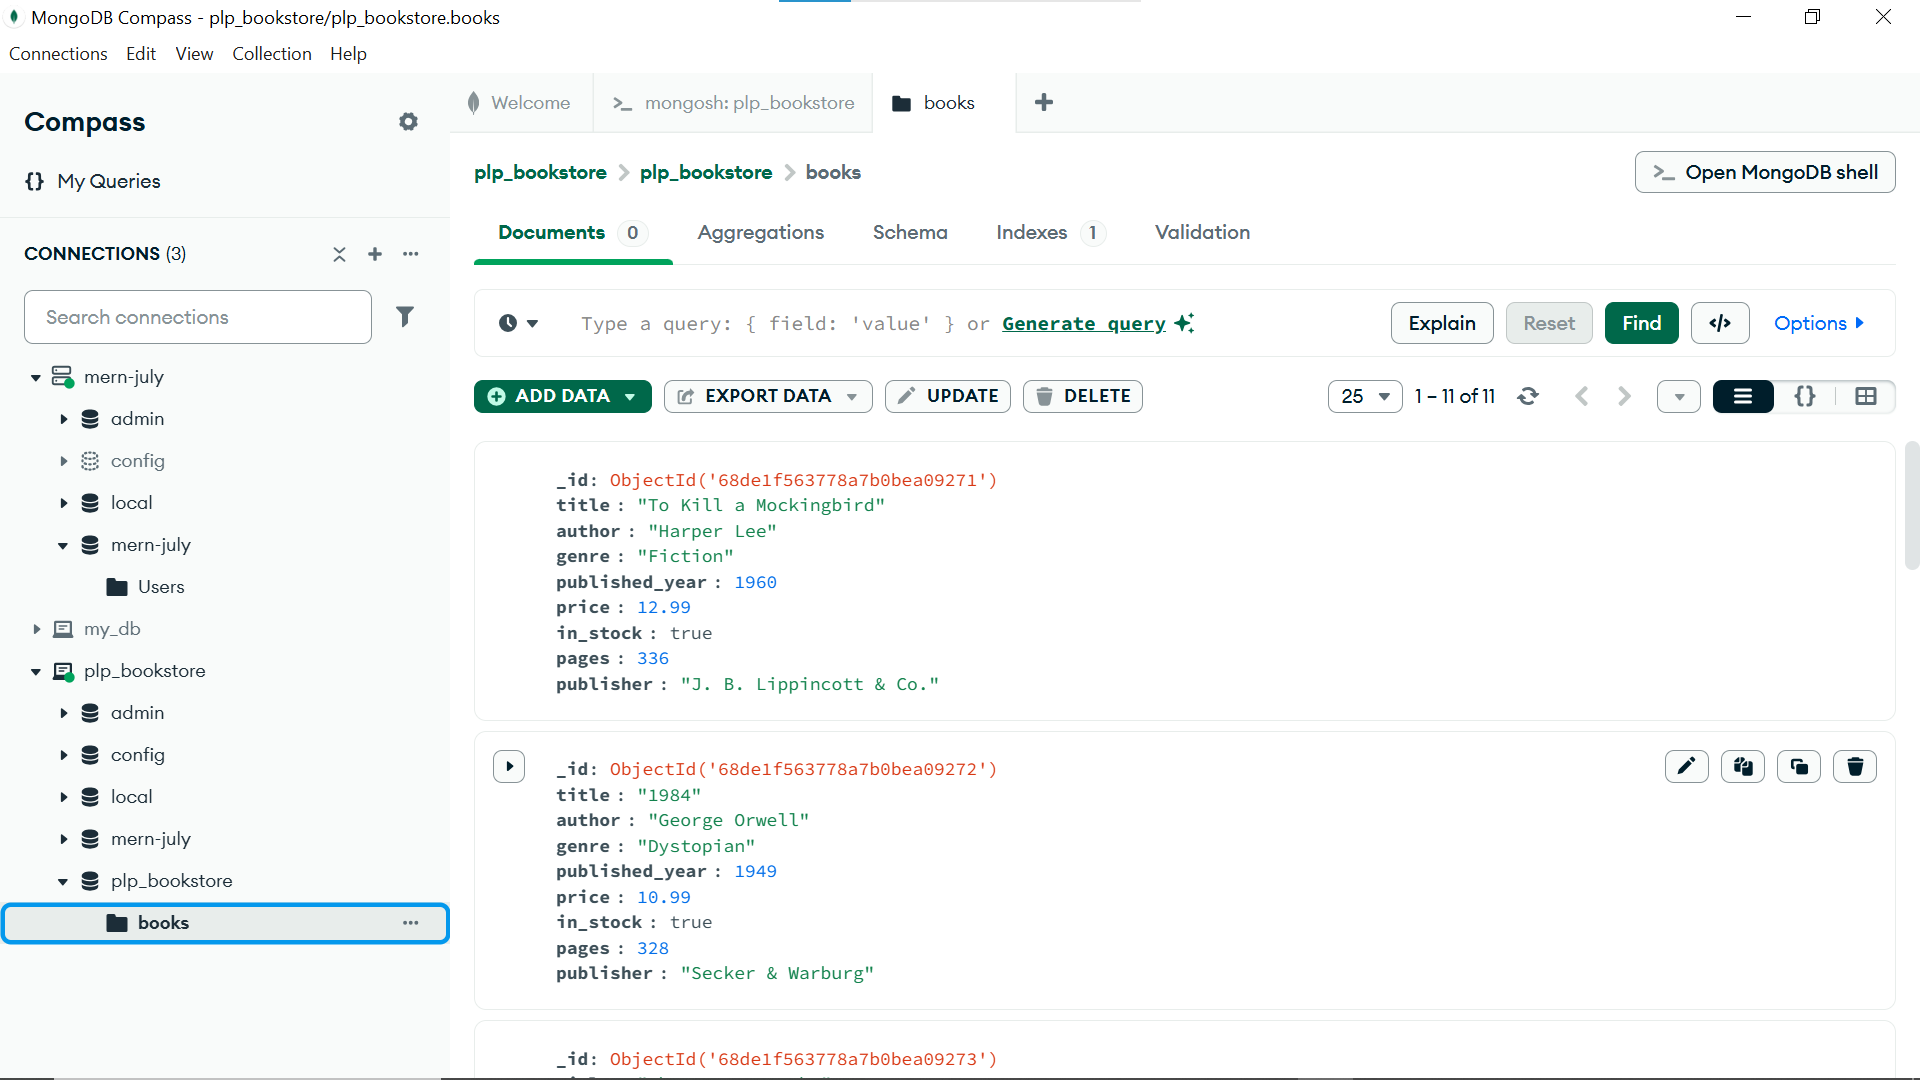 MongoDB Compass - plp_bookstore/plp_bookstore.books
Connections Edit View Collection Help
Compass
{} My Queries
CONNECTIONS (3)
Search connections
mern-july
admin
config
local
mern-july
Users
my_db
plp_bookstore
admin
config
local
mern-july
plp_bookstore
books
Welcome
>_ mongosh: plp_bookstore
books
plp_bookstore > plp_bookstore > books
>_ Open MongoDB shell
Documents 0 Aggregations Schema Indexes 1 Validation
Type a query: { field: 'value' } or Generate query
Explain Reset Find </> Options
ADD DATA EXPORT DATA UPDATE DELETE
25 1 – 11 of 11 {}
_id: ObjectId('68de1f563778a7b0bea09271')
title : "To Kill a Mockingbird"
author : "Harper Lee"
genre : "Fiction"
published_year : 1960
price : 12.99
in_stock : true
pages : 336
publisher : "J. B. Lippincott & Co."
_id: ObjectId('68de1f563778a7b0bea09272')
title : "1984"
author : "George Orwell"
genre : "Dystopian"
published_year : 1949
price : 10.99
in_stock : true
pages : 328
publisher : "Secker & Warburg"
_id: ObjectId('68de1f563778a7b0bea09273')